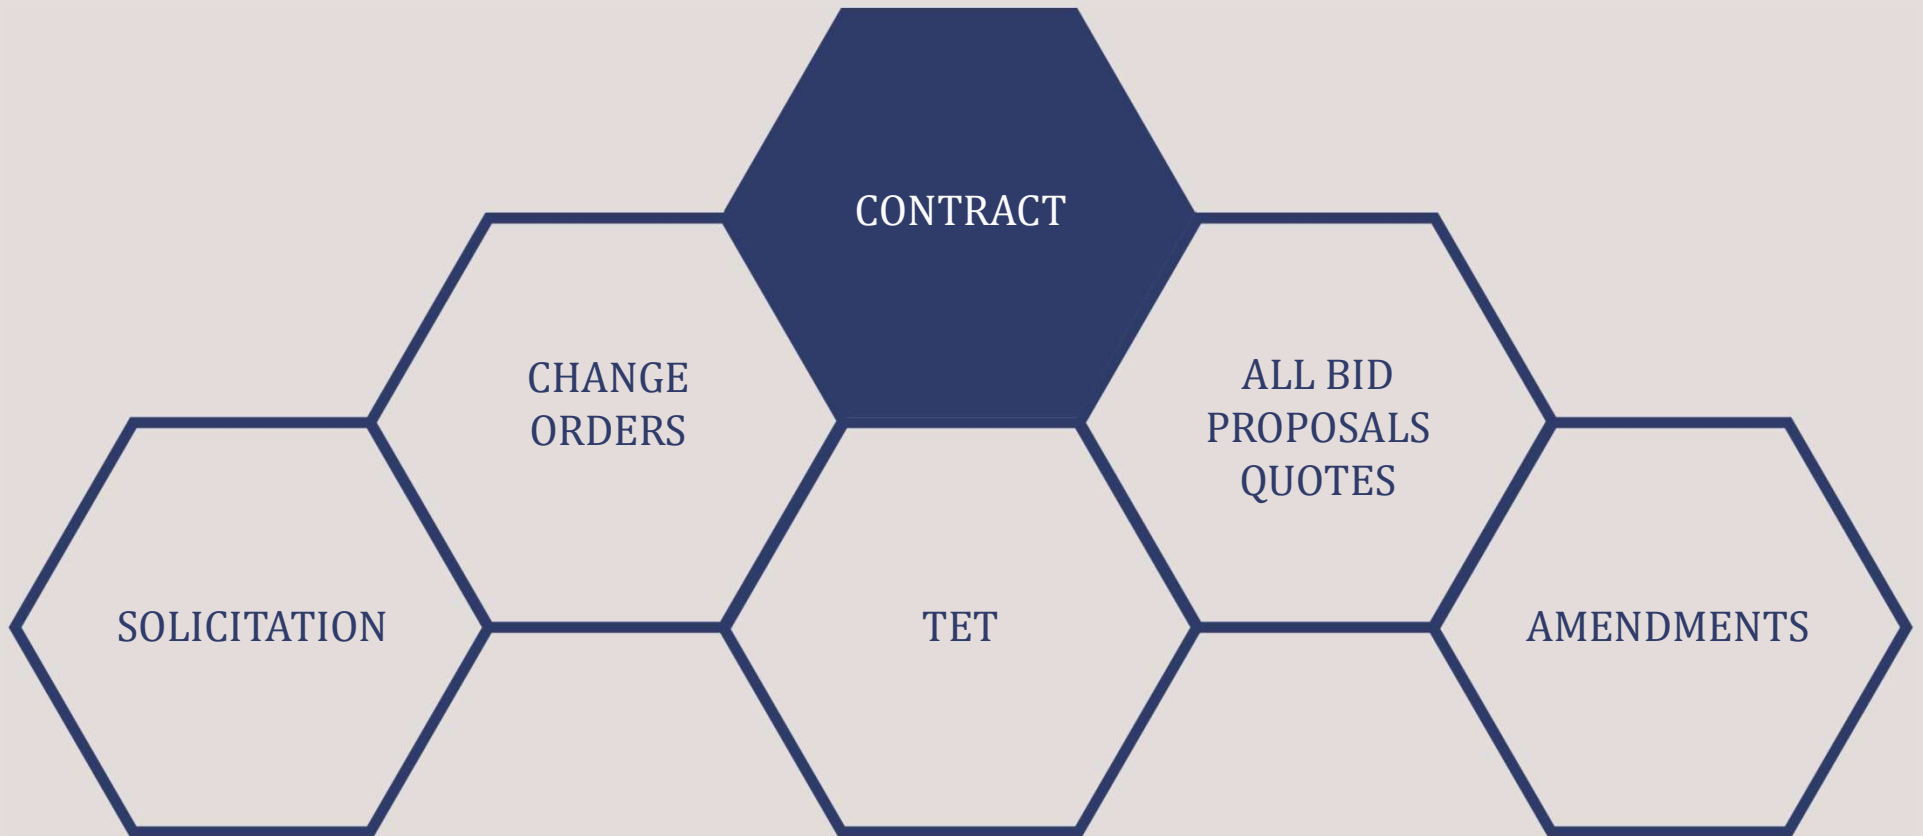 CONTRACT
CHANGE
ORDERS
ALL BID
PROPOSALS
QUOTES
SOLICITATION
TET
AMENDMENTS